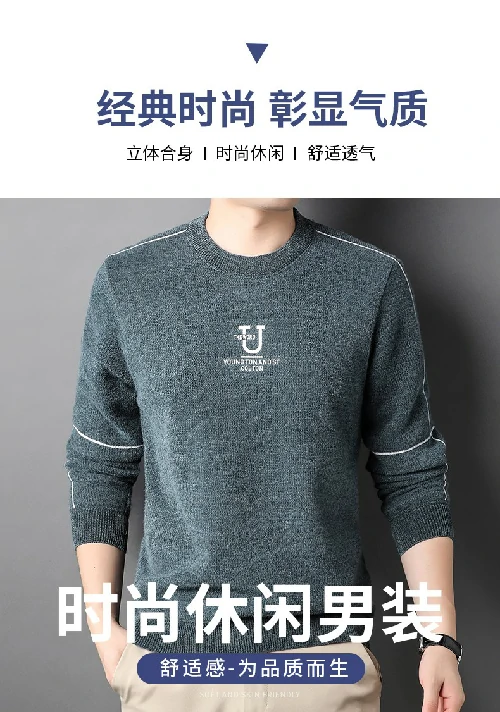 经典时尚 彰显气质
立体合身 | 时尚休闲 | 舒适透气
U
YOUNGTONANDST
时尚休闲男装
舒适感-为品质而生